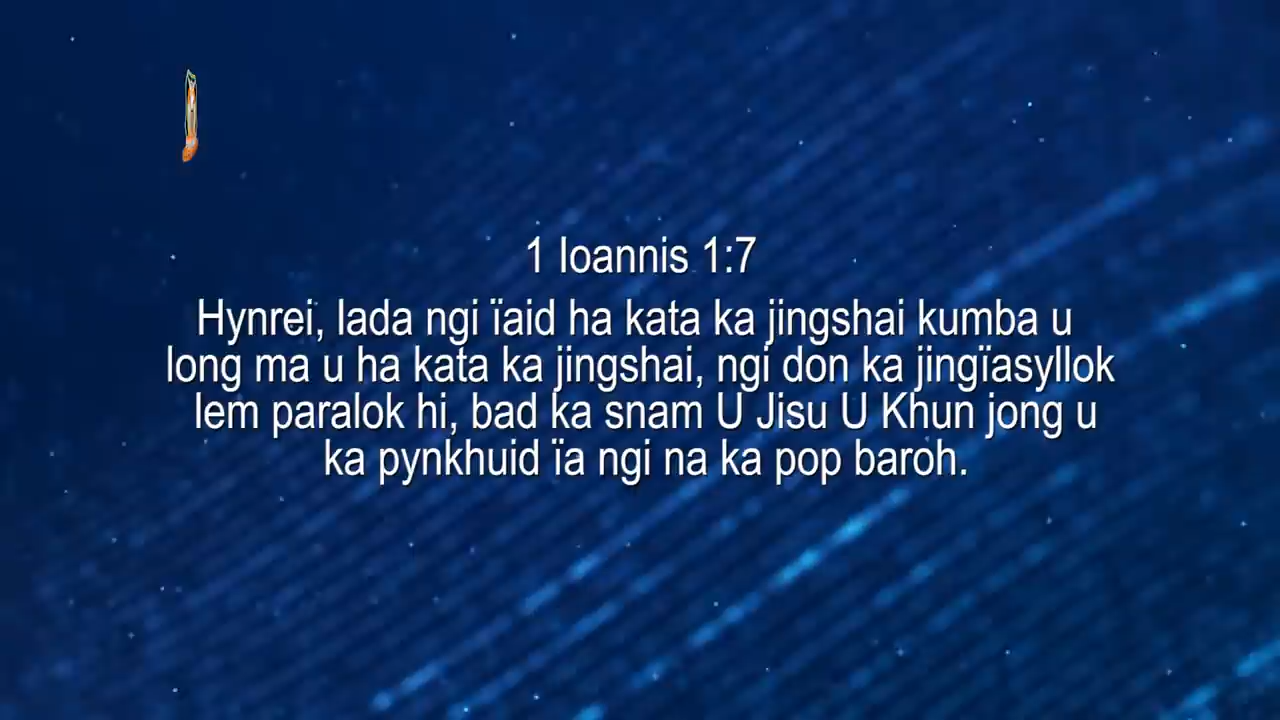 1 Ioannis 1:7
Hynrei, lada ngi ïaid ha kata ka jingshai kumba u
long ma u ha kata ka jingshai, ngi don ka jingïasyllok
lem paralok hi, bad ka snam U Jisu U Khun jong u
ka pynkhuid ïa ngi na ka pop baroh.